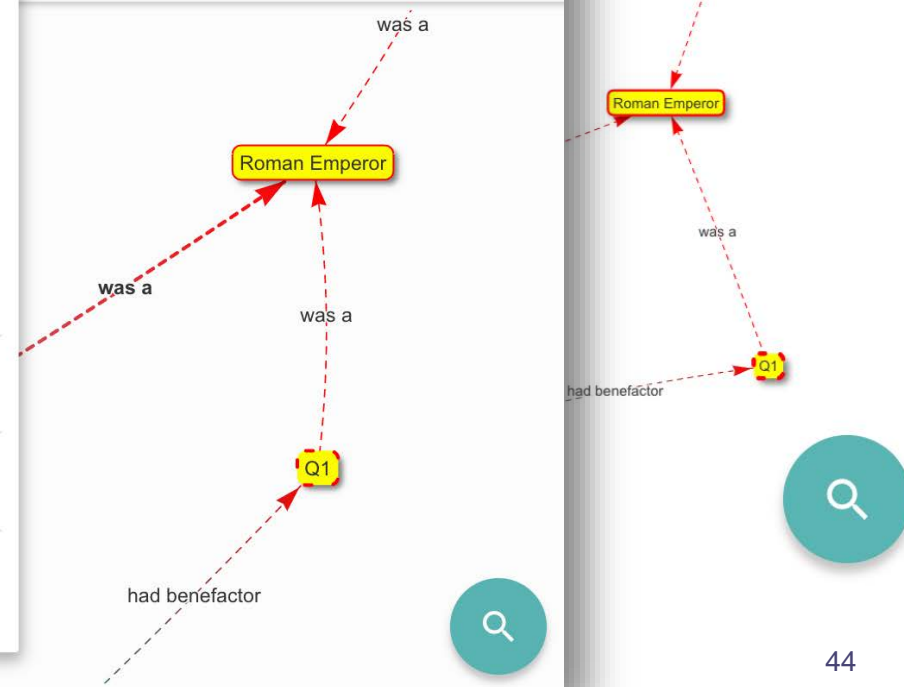 was a
Roman Emperor
was a
was a
Q1
had benefactor
Roman Emperor
was a
Q1
had benefactor
44